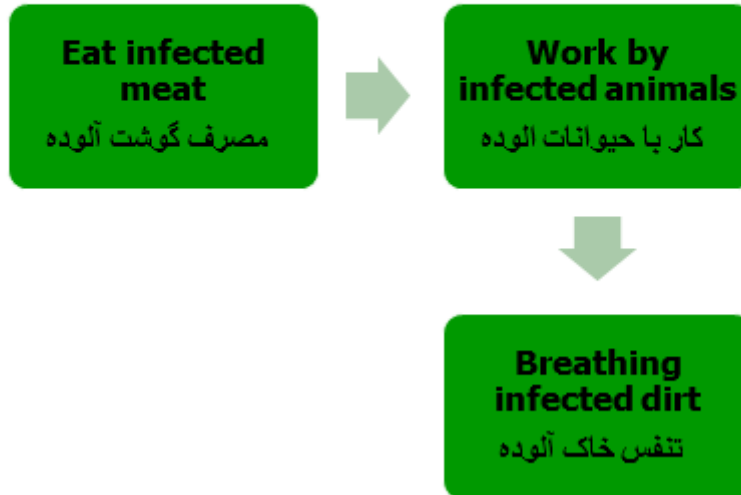 Eat infected
meat
مصرف گوشت آلوده
Work by
infected animals
کار با حیوانات الوده
Breathing
infected dirt
تنفس خاک آلوده